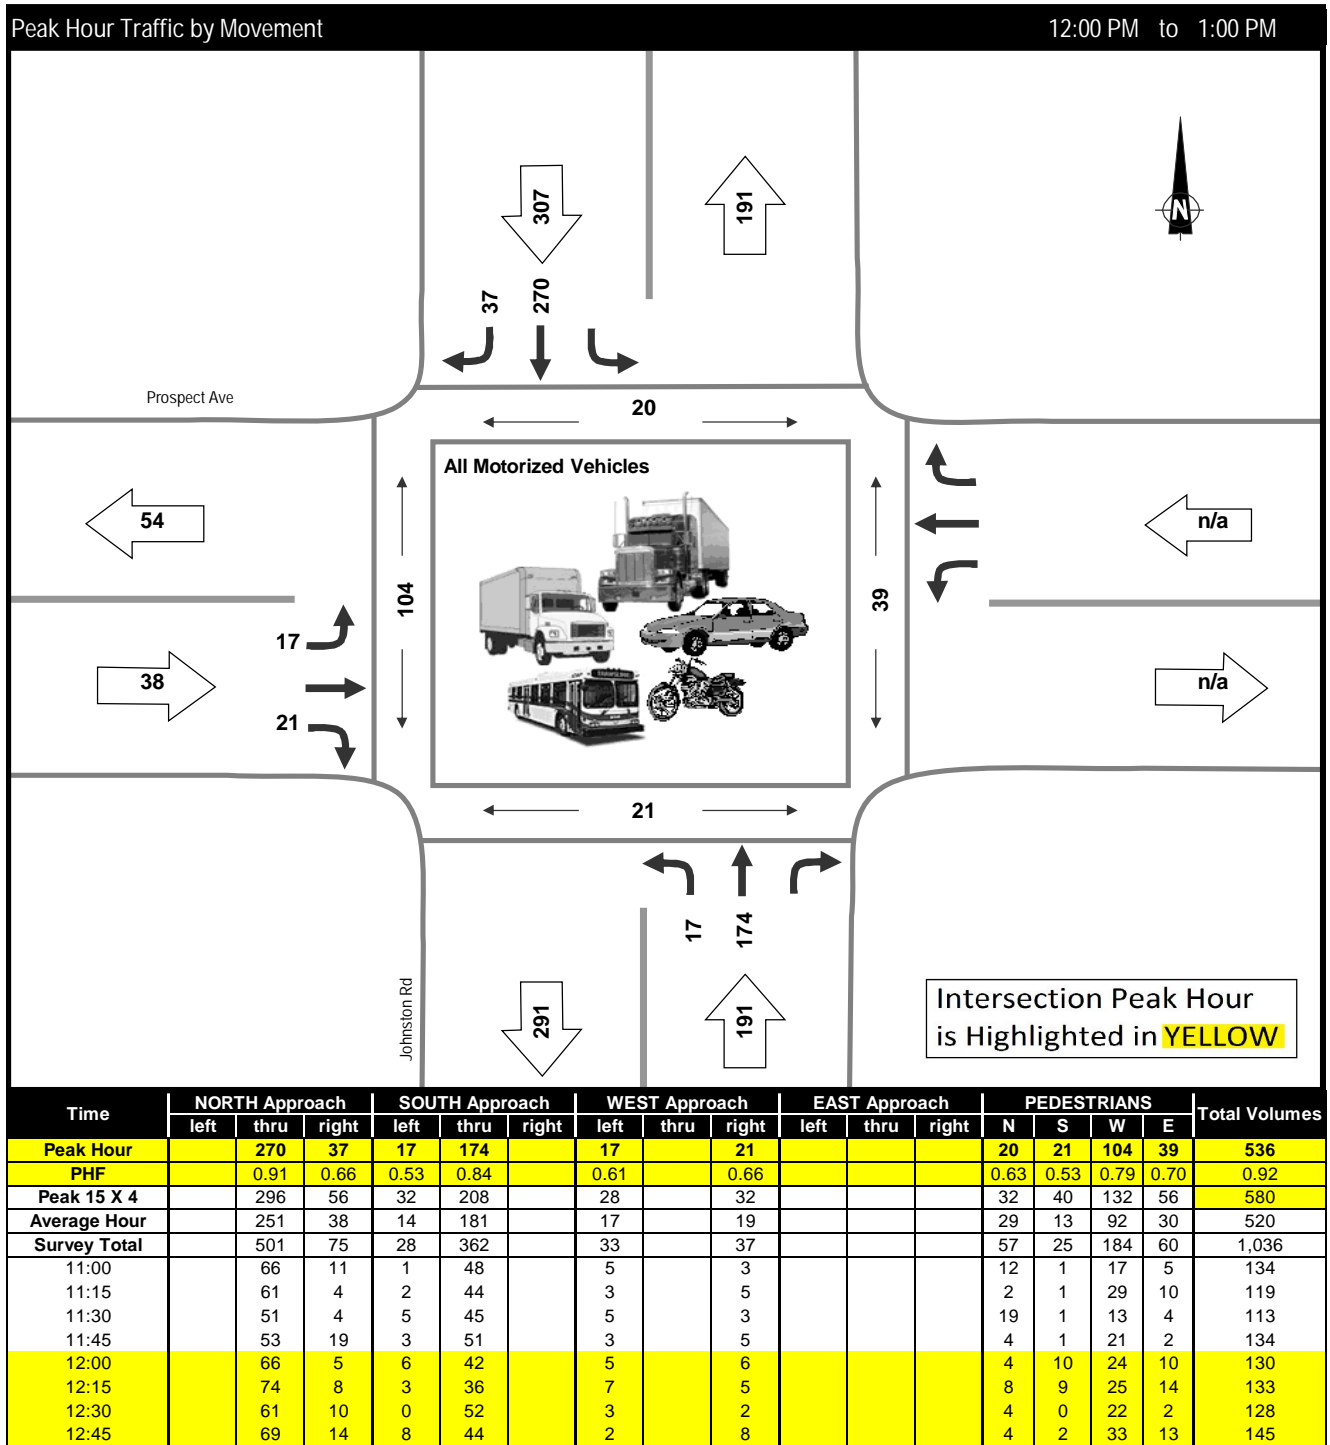 Peak Hour Traffic by Movement 12:00 PM to 1:00 PM
307
191
37
270
Prospect Ave
20
All Motorized Vehicles
54
n/a
104
39
17
38
n/a
21
21
17
174
Johnston Rd
291
191
Intersection Peak Hour
is Highlighted in YELLOW
N
Time NORTH Approach SOUTH Approach WEST Approach EAST Approach PEDESTRIANS Total Volumes
left thru right left thru right left thru right left thru right N S W E
Peak Hour 270 37 17 174 17 21 20 21 104 39 536
PHF 0.91 0.66 0.53 0.84 0.61 0.66 0.63 0.53 0.79 0.70 0.92
Peak 15 X 4 296 56 32 208 28 32 32 40 132 56 580
Average Hour 251 38 14 181 17 19 29 13 92 30 520
Survey Total 501 75 28 362 33 37 57 25 184 60 1,036
11:00 66 11 1 48 5 3 12 1 17 5 134
11:15 61 4 2 44 3 5 2 1 29 10 119
11:30 51 4 5 45 5 3 19 1 13 4 113
11:45 53 19 3 51 3 5 4 1 21 2 134
12:00 66 5 6 42 5 6 4 10 24 10 130
12:15 74 8 3 36 7 5 8 9 25 14 133
12:30 61 10 0 52 3 2 4 0 22 2 128
12:45 69 14 8 44 2 8 4 2 33 13 145